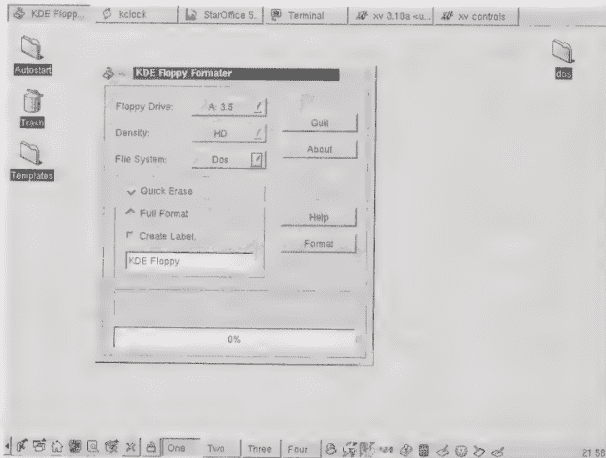 KDE Flopp...
kclock
StarOffice 5.
Terminal
xv 3.10a <u...
xv controls
Autostart
Trash
Templates
dos
KDE Floppy Formater
Floppy Drive: A: 3.5
Density: HD
File System: Dos
Quick Erase
Full Format
Create Label:
KDE Floppy
Quit
About
Help
Format
0%
One Two Three Four
21:58